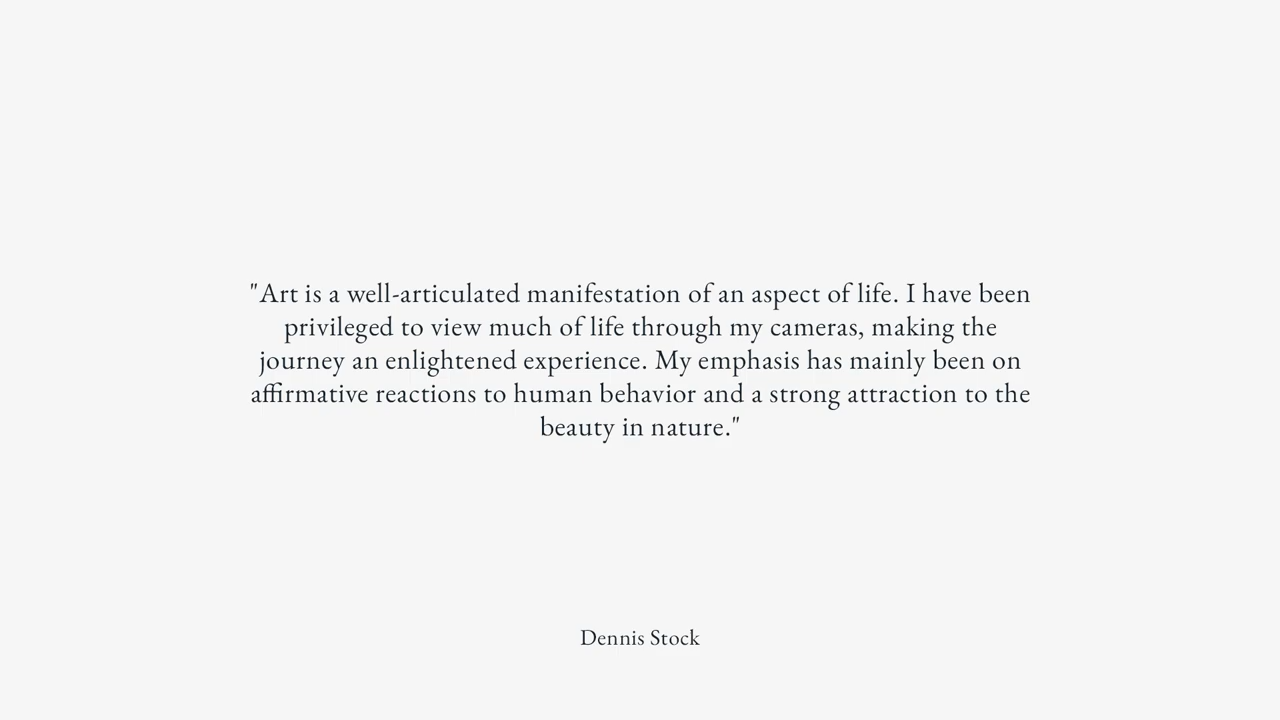 "Art is a well-articulated manifestation of an aspect of life. I have been
privileged to view much of life through my cameras, making the
journey an enlightened experience. My emphasis has mainly been on
affirmative reactions to human behavior and a strong attraction to the
beauty in nature."
Dennis Stock